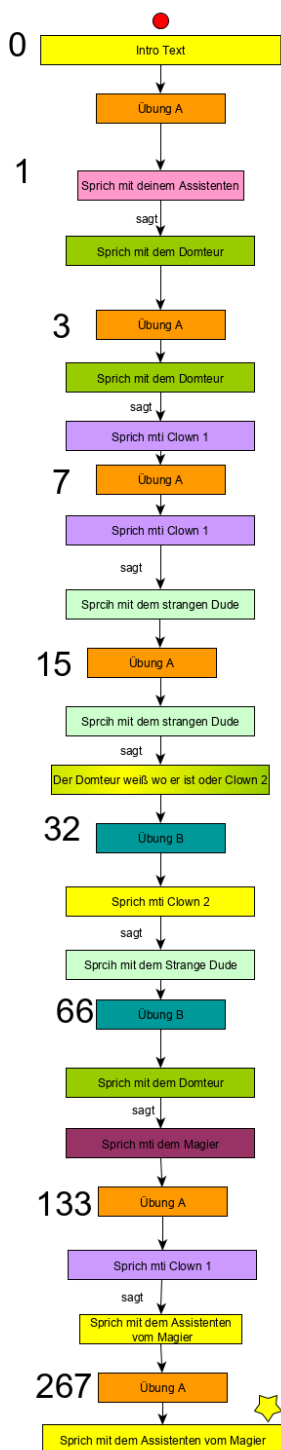 0
Intro Text
Übung A
1
Sprich mit deinem Assistenten
sagt
Sprich mit dem Domteur
3
Übung A
Sprich mit dem Domteur
sagt
Sprich mti Clown 1
7
Übung A
Sprich mti Clown 1
sagt
Sprcih mit dem strangen Dude
15
Übung A
Sprcih mit dem strangen Dude
sagt
Der Domteur weiß wo er ist oder Clown 2
32
Übung B
Sprich mti Clown 2
sagt
Sprcih mit dem Strange Dude
66
Übung B
Sprich mit dem Domteur
sagt
Sprich mti dem Magier
133
Übung A
Sprich mti Clown 1
sagt
Sprich mit dem Assistenten
vom Magier
267
Übung A
Sprich mit dem Assistenten vom Magier